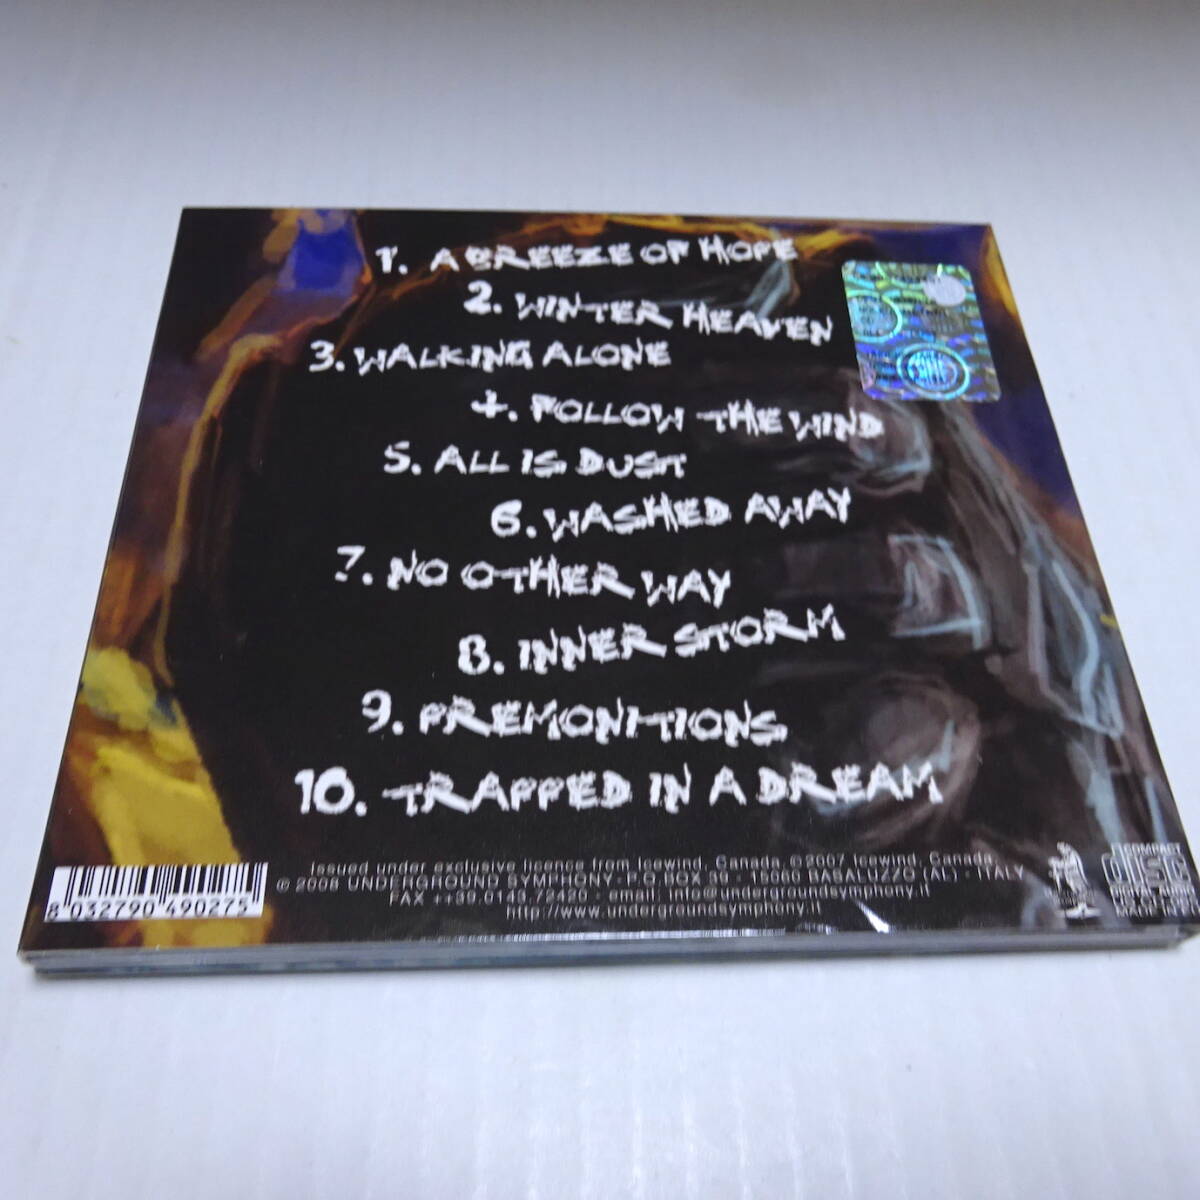 1. A BREEZE OF HOPE
2. WINTER HEAVEN
3. WALKING ALONE
4. FOLLOW THE WIND
5. ALL IS DUST
6. WASHED AWAY
7. NO OTHER WAY
8. INNER STORM
9. PREMONITIONS
10. TRAPPED IN A DREAM
Issued under exclusive licence from Icewind, Canada, ©2007 Icewind, Canada,
© 2008 UNDERGROUND SYMPHONY. P.O. BOX 39 - 15060 BASALUZZO (AL) - ITALY
FAX ++39.0143.72420 - email: info@undergroundsymphony.it
http://www.undergroundsymphony.it
8 032790 490275
COMPACT
disc